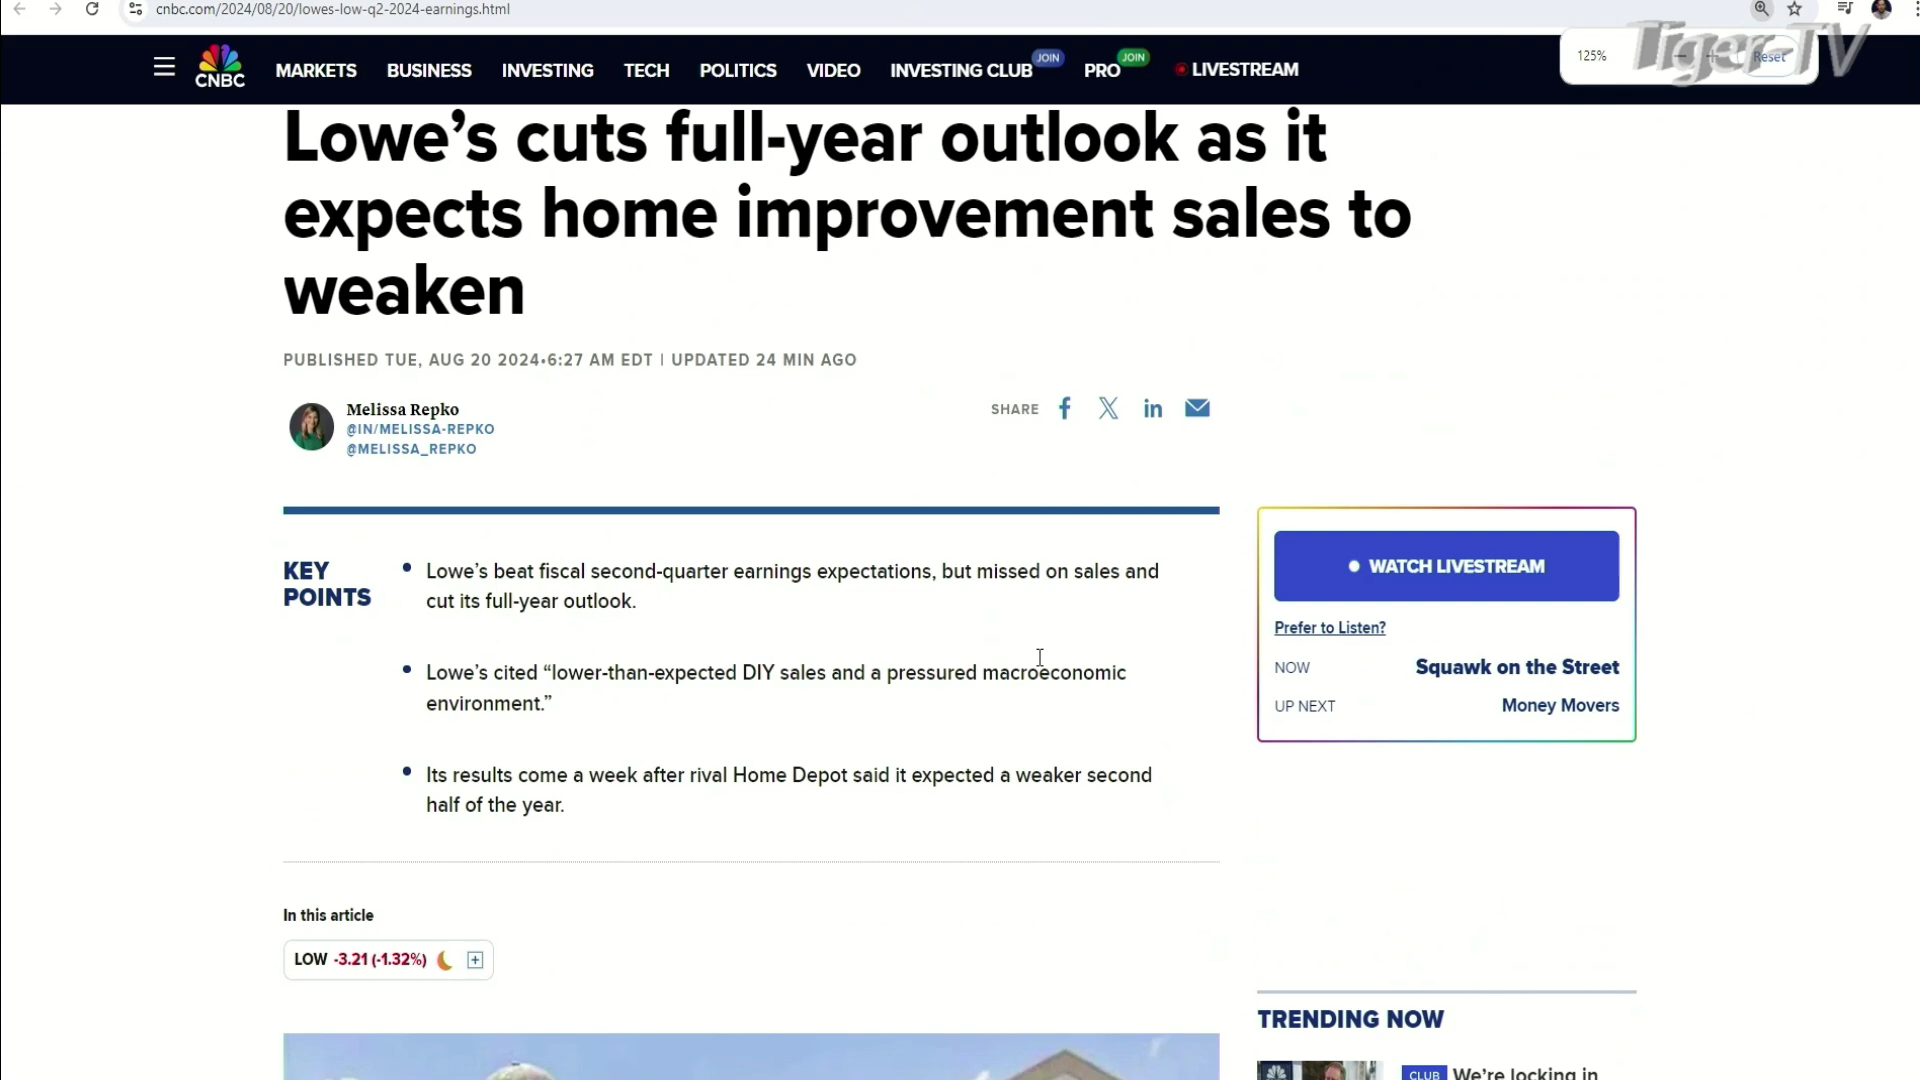 cnbc.com/2024/08/20/lowes-low-q2-2024-earnings.html
125%
Reset
Tiger-TV
CNBC
MARKETS
BUSINESS
INVESTING
TECH
POLITICS
VIDEO
INVESTING CLUB
JOIN
PRO
JOIN
LIVESTREAM
Lowe’s cuts full-year outlook as it
expects home improvement sales to
weaken
PUBLISHED TUE, AUG 20 2024•6:27 AM EDT | UPDATED 24 MIN AGO
Melissa Repko
@IN/MELISSA-REPKO
@MELISSA_REPKO
SHARE
KEY
POINTS
Lowe’s beat fiscal second-quarter earnings expectations, but missed on sales and
cut its full-year outlook.
Lowe’s cited “lower-than-expected DIY sales and a pressured macroeconomic
environment.”
Its results come a week after rival Home Depot said it expected a weaker second
half of the year.
In this article
LOW -3.21 (-1.32%)
WATCH LIVESTREAM
Prefer to Listen?
NOW Squawk on the Street
UP NEXT Money Movers
TRENDING NOW
CLUB We’re locking in